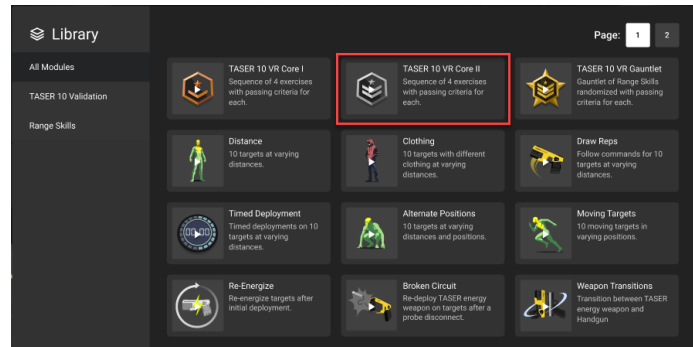 Library
Page: 1 2
All Modules
TASER 10 Validation
Range Skills
TASER 10 VR Core I
Sequence of 4 exercises
with passing criteria for
each.
TASER 10 VR Core II
Sequence of 4 exercises
with passing criteria for
each.
TASER 10 VR Gauntlet
Gauntlet of Range Skills
randomized with passing
criteria for each.
Distance
10 targets at varying
distances.
Clothing
10 targets with different
clothing at varying
distances.
Draw Reps
Follow commands for 10
targets at varying
distances.
00:00
Timed Deployment
Timed deployments on 10
targets at varying
distances.
Alternate Positions
10 targets at varying
distances and positions.
Moving Targets
10 moving targets in
varying positions.
Re-Energize
Re-energize targets after
initial deployment.
Broken Circuit
Re-deploy TASER energy
weapon on targets after a
probe disconnect.
Weapon Transitions
Transition between TASER
energy weapon and
Handgun